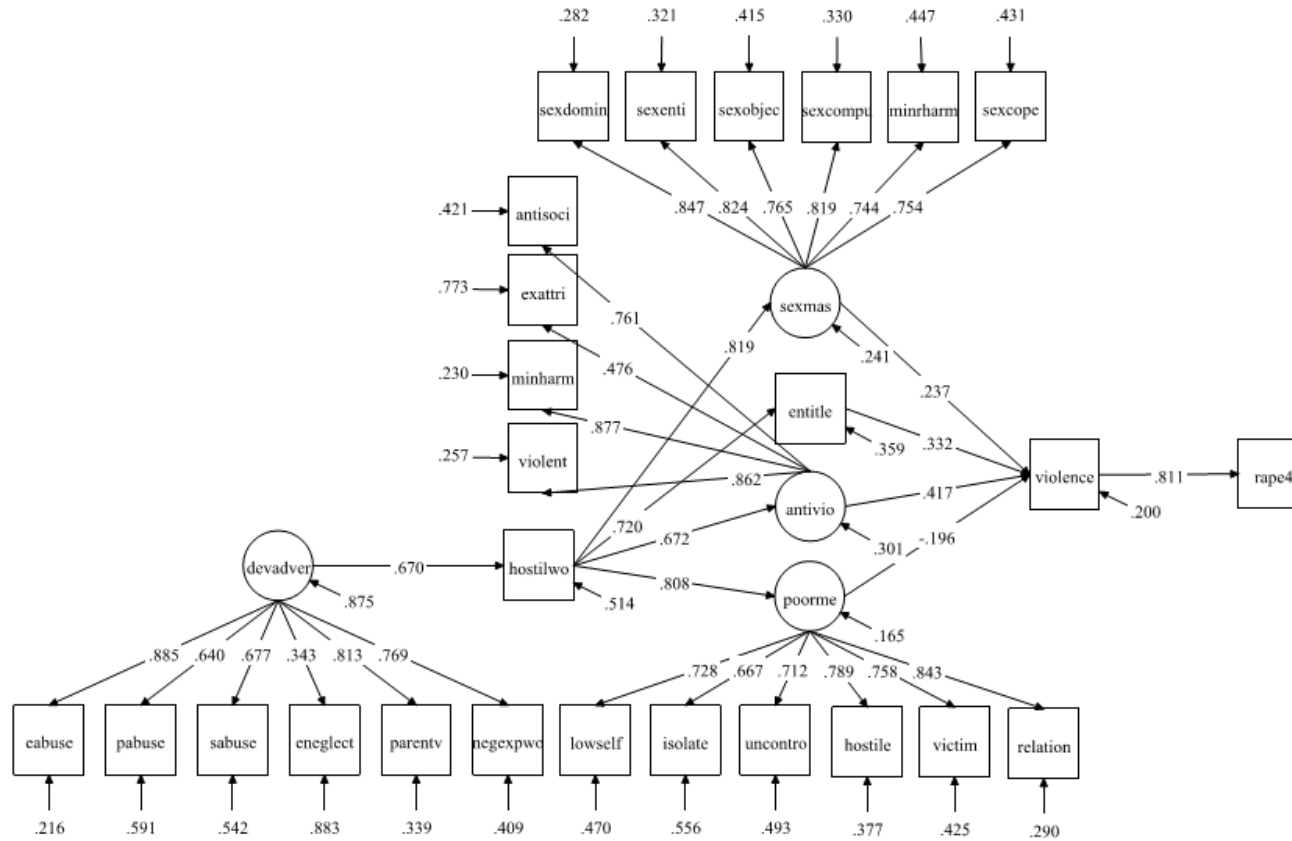 .282 .321 .415 .330 .447 .431
sexdomin sexenti sexobjec sexcompu minrharm sexcope
.847 .824 .765 .819 .744 .754
.421 antisoci
.773 exattri
sexmas
.761
.819 .241
.230 minharm .476
.237
entitle
.877
.332
.359
.257 violent
.862
violence .811 rape4
antivio .417
.200
.720 .672
.301 -.196
devadver .670 hostilwo
.808
poorme
.875 .514
.165
.885 .640 .677 .343 .813 .769 .728 .667 .712 .789 .758 .843
eabuse pabuse sabuse eneglect parentv negexpwo lowself isolate uncontro hostile victim relation
.216 .591 .542 .883 .339 .409 .470 .556 .493 .377 .425 .290